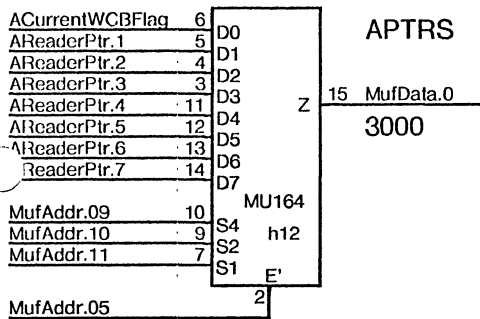 ACurrentWCBFlag 6 D0
AReaderPtr.1 5 D1
AReaderPtr.2 4 D2
AReaderPtr.3 3 D3
AReaderPtr.4 11 D4
AReaderPtr.5 12 D5
AReaderPtr.6 13 D6
ReaderPtr.7 14 D7
MufAddr.09 10 S4
MufAddr.10 9 S2
MufAddr.11 7 S1
MufAddr.05 2 E'
MU164
h12
APTRS
Z 15 MufData.0
3000